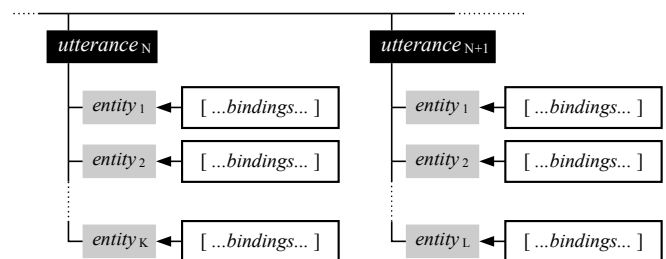 utterance N utterance N+1
entity 1 [ ...bindings... ] entity 1 [ ...bindings... ]
entity 2 [ ...bindings... ] entity 2 [ ...bindings... ]
entity K [ ...bindings... ] entity L [ ...bindings... ]